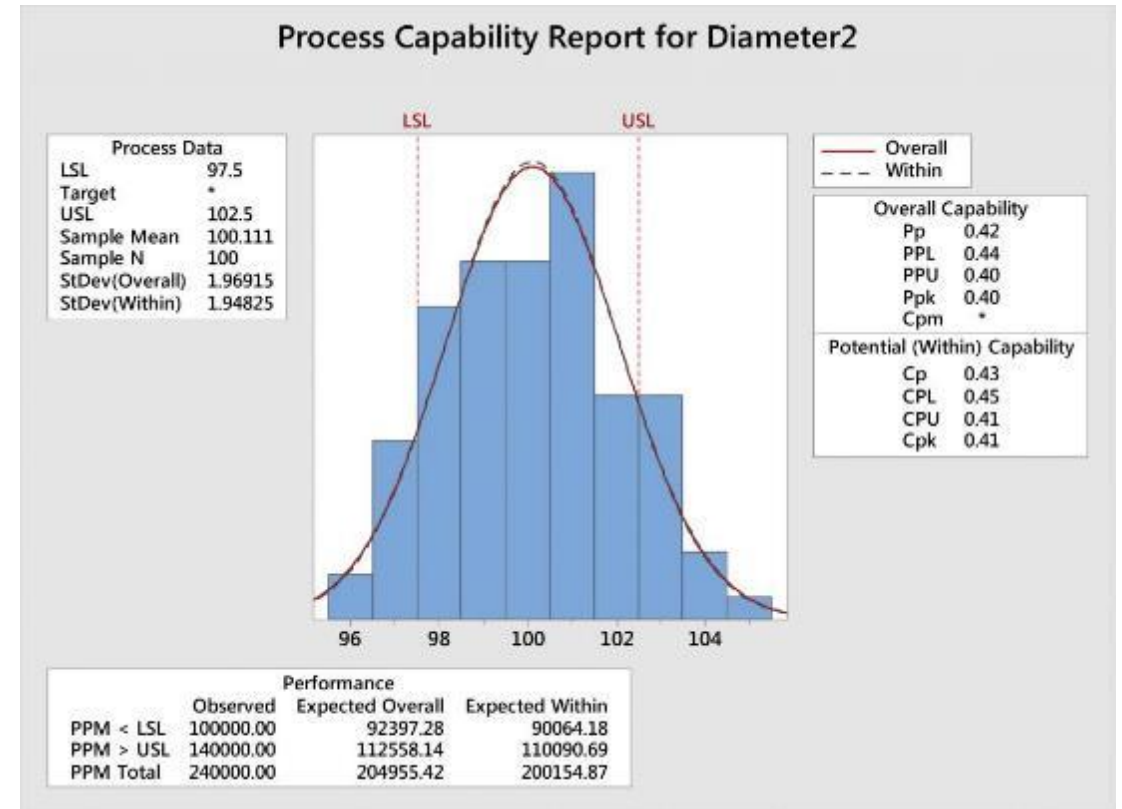 Process Capability Report for Diameter2
LSL USL
Process Data
LSL 97.5
Target *
USL 102.5
Sample Mean 100.111
Sample N 100
StDev(Overall) 1.96915
StDev(Within) 1.94825
Overall
Within
Overall Capability
Pp 0.42
PPL 0.44
PPU 0.40
Ppk 0.40
Cpm *
Potential (Within) Capability
Cp 0.43
CPL 0.45
CPU 0.41
Cpk 0.41
96 98 100 102 104
Performance
Observed Expected Overall Expected Within
PPM < LSL 100000.00 92397.28 90064.18
PPM > USL 140000.00 112558.14 110090.69
PPM Total 240000.00 204955.42 200154.87